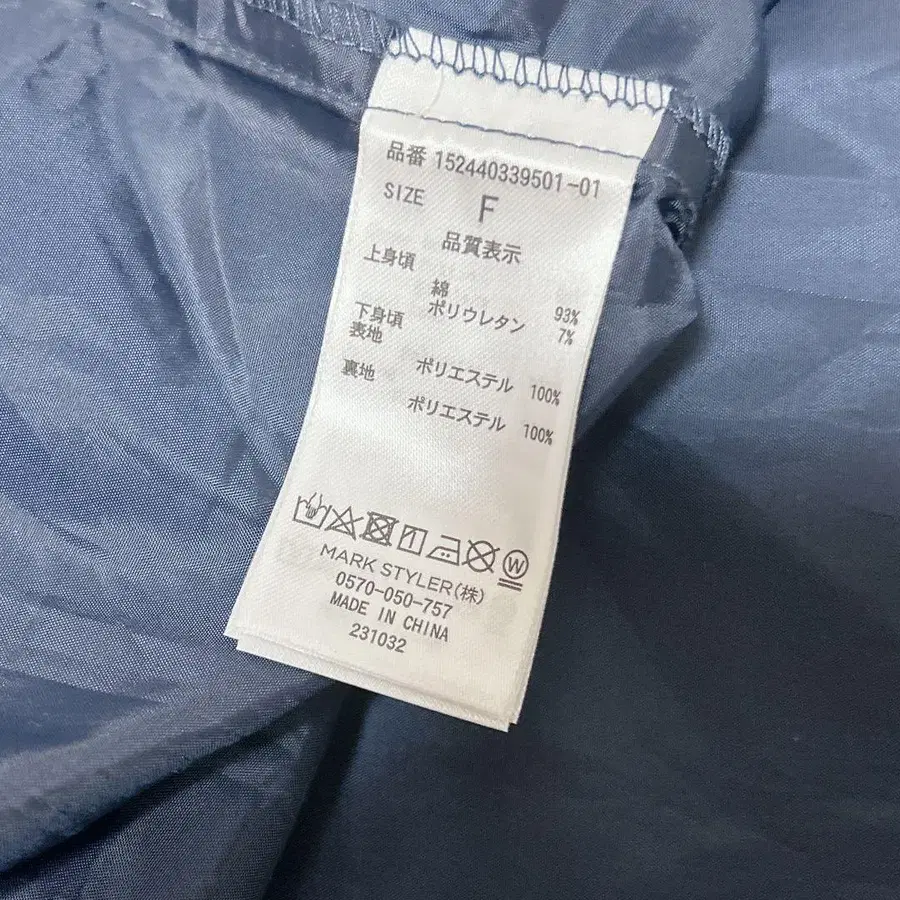 品番 152440339501-01
SIZE F
品質表示
上身頃
綿 93%
ポリウレタン 7%
下身頃
表地
ポリエステル 100%
裏地
ポリエステル 100%
W
MARK STYLER(株)
0570-050-757
MADE IN CHINA
231032